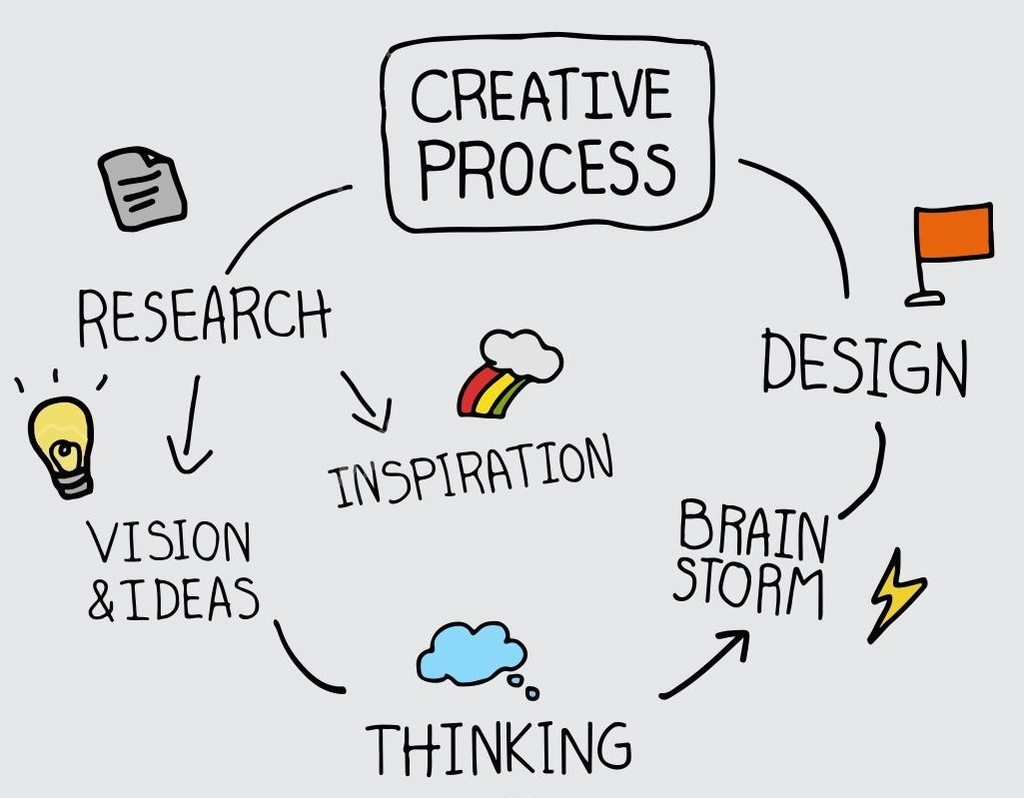 CREATIVE
PROCESS
RESEARCH
DESIGN
INSPIRATION
VISION
&IDEAS
BRAIN
STORM
THINKING